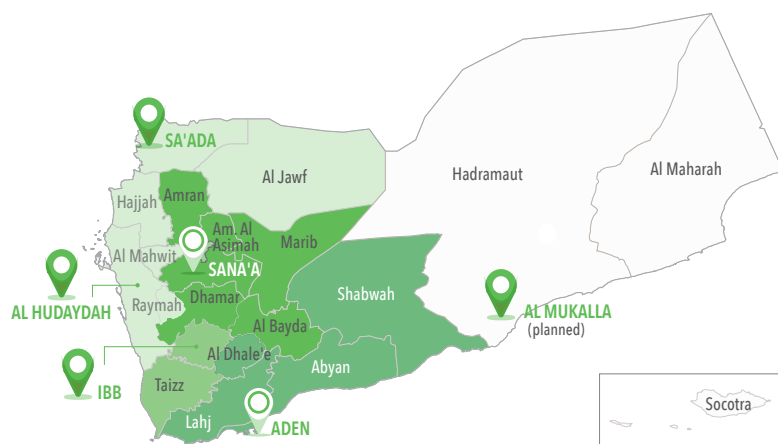 SA'ADA
Al Jawf
Hadramaut
Al Maharah
Hajjah
Amran
Am. Al
Asimah
Marib
Al Mahwit
SANA'A
AL HUDAYDAH
Raymah
Dhamar
Shabwah
AL MUKALLA
(planned)
Al Bayda
Al Dhale'e
Abyan
IBB
Taizz
Lahj
ADEN
Socotra